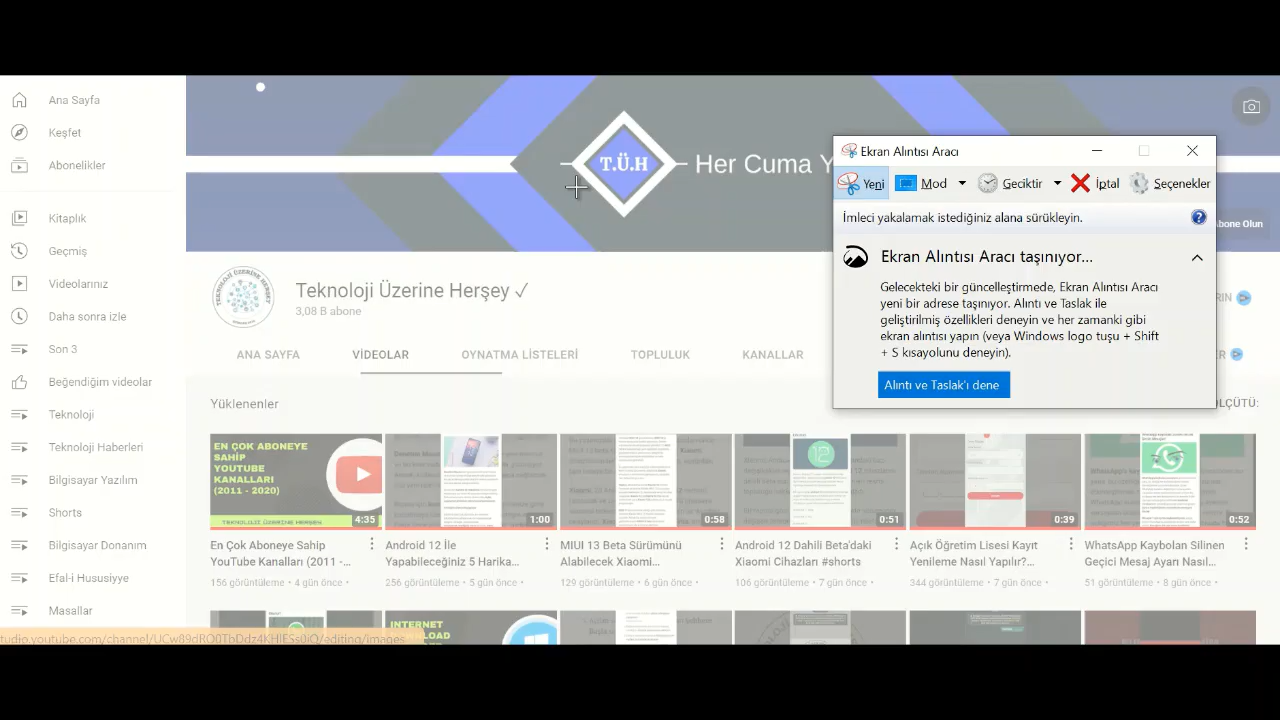 Ana Sayfa
Keşfet
Abonelikler
Kitaplık
Geçmiş
Videolarınız
Daha sonra izle
Son 3
Beğendiğim videolar
Teknoloji
Teknoloji Haberleri
Bilgisayar Yazılım
Shorts
Bilgisayar Donanım
Efal-i Hususiyye
Masallar
T.Ü.H
Her Cuma Y
Abone Olun
Teknoloji Üzerine Herşey ✓
3,08 B abone
ANA SAYFA
VİDEOLAR
OYNATMA LİSTELERİ
TOPLULUK
KANALLAR
Yüklenenler
Ekran Alıntısı Aracı
Yeni
Mod
Geciktir
İptal
Seçenekler
İmleci yakalamak istediğiniz alana sürükleyin.
Ekran Alıntısı Aracı taşınıyor...
Gelecekteki bir güncelleştirmede, Ekran Alıntısı Aracı
yeni bir adrese taşınıyor. Alıntı ve Taslak ile
geliştirilmiş özellikleri deneyin ve her zamanki gibi
ekran alıntısı yapın (veya Windows logo tuşu + Shift
+ S kısayolunu deneyin).
Alıntı ve Taslak'ı dene
EN ÇOK ABONEYE
SAHİP
YOUTUBE
KANALLARI
(2011 - 2020)
TEKNOLOJİ ÜZERİNE HERŞEY
4:35
1:00
0:58
0:51
0:39
0:52
En Çok Aboneye Sahip
YouTube Kanalları (2011 -...
156 görüntüleme • 4 gün önce •
Android 12 İle
Yapabileceğiniz 5 Harika...
256 görüntüleme • 5 gün önce •
MIUI 13 Beta Sürümünü
Alabilecek Xiaomi...
129 görüntüleme • 6 gün önce •
Android 12 Dahili Beta'daki
Xiaomi Cihazları #shorts
106 görüntüleme • 7 gün önce •
Açık Öğretim Lisesi Kayıt
Yenileme Nasıl Yapılır?...
344 görüntüleme • 7 gün önce •
WhatsApp Kaybolan Silinen
Geçici Mesaj Ayarı Nasıl...
51 görüntüleme • 8 gün önce •
INTERNET